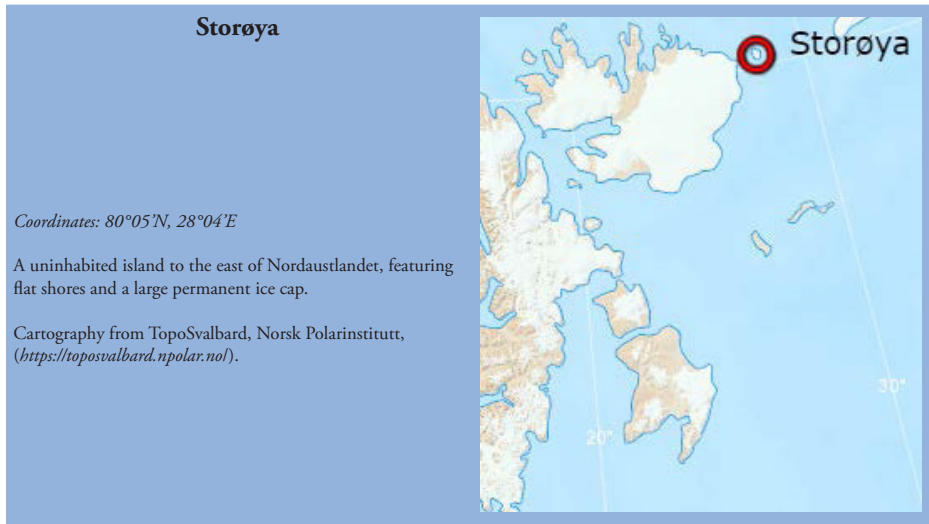 Storøya
Storøya
Coordinates: 80°05’N, 28°04’E
A uninhabited island to the east of Nordaustlandet, featuring
flat shores and a large permanent ice cap.
Cartography from TopoSvalbard, Norsk Polarinstitutt,
(https://toposvalbard.npolar.no/).
30°
20°